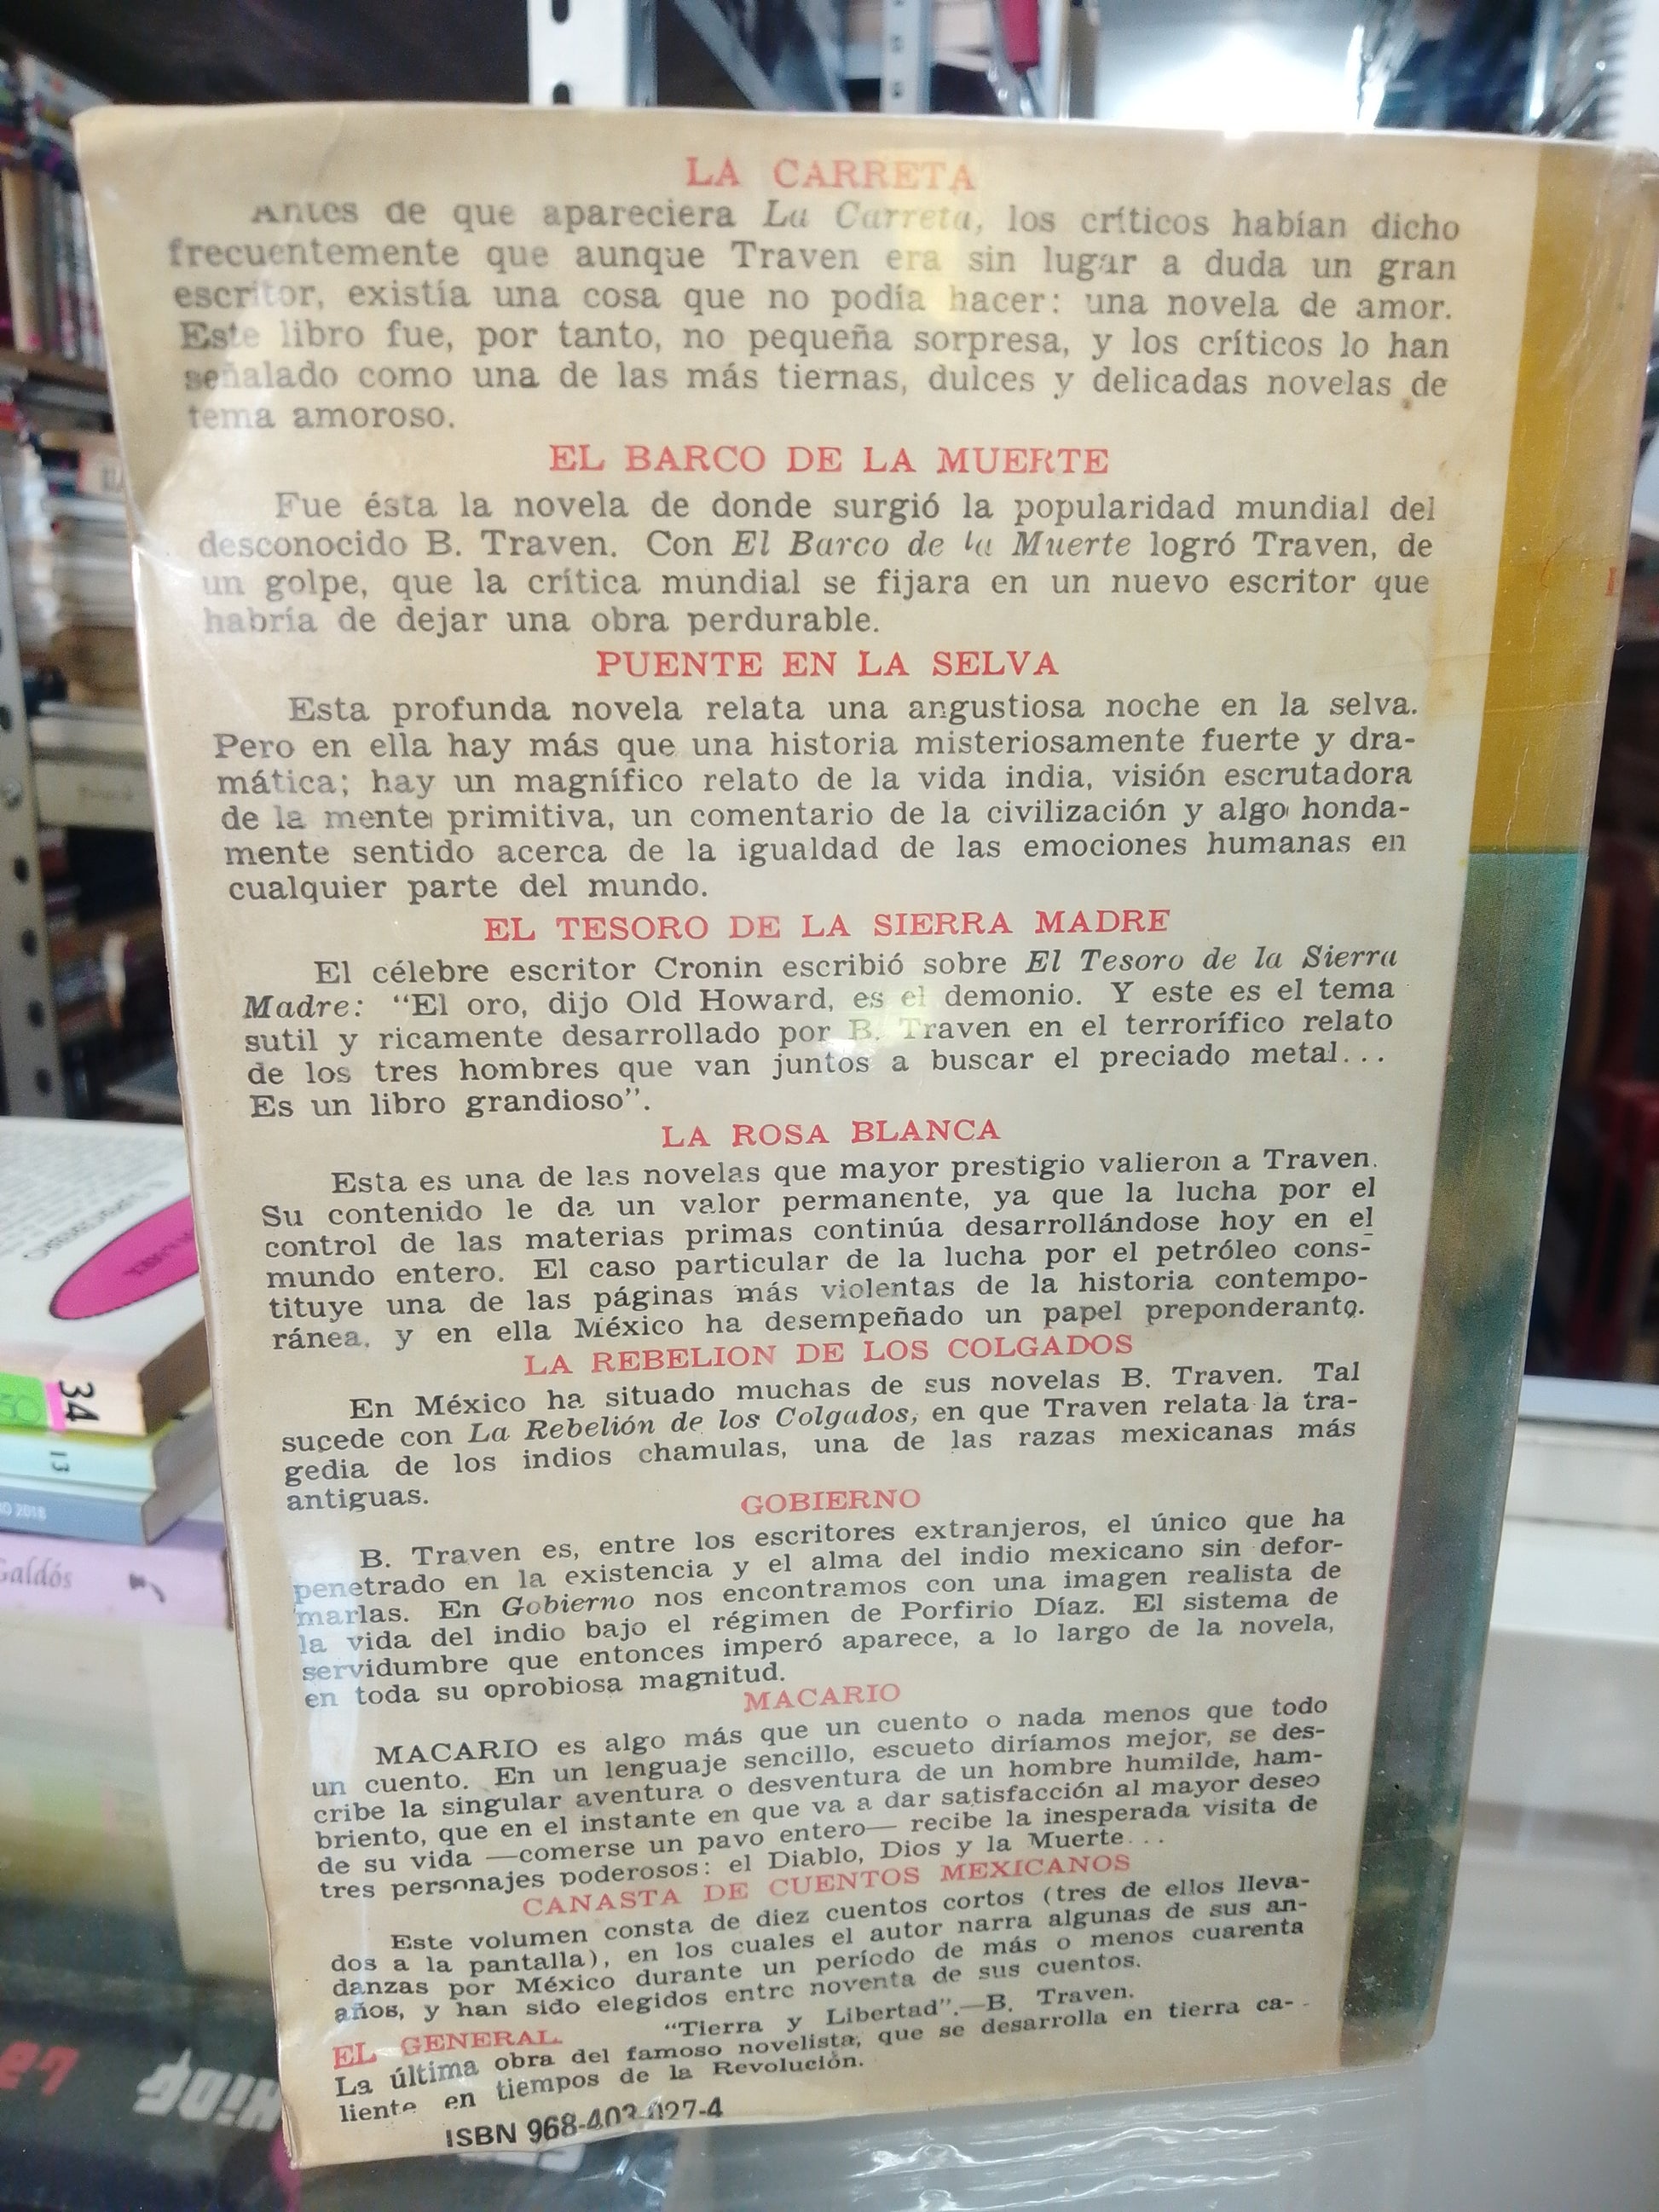 LA CARRETA
Antes de que apareciera La Carreta, los críticos habían dicho
frecuentemente que aunque Traven era sin lugar a duda un gran
escritor, existía una cosa que no podía hacer: una novela de amor.
Este libro fue, por tanto, no pequeña sorpresa, y los críticos lo han
señalado como una de las más tiernas, dulces y delicadas novelas de
tema amoroso.
EL BARCO DE LA MUERTE
Fue ésta la novela de donde surgió la popularidad mundial del
desconocido B. Traven. Con El Barco de la Muerte logró Traven, de
un golpe, que la crítica mundial se fijara en un nuevo escritor que
habría de dejar una obra perdurable.
PUENTE EN LA SELVA
Esta profunda novela relata una angustiosa noche en la selva.
Pero en ella hay más que una historia misteriosamente fuerte y dra-
mática; hay un magnífico relato de la vida india, visión escrutadora
de la mente primitiva, un comentario de la civilización y algo honda-
mente sentido acerca de la igualdad de las emociones humanas en
cualquier parte del mundo.
EL TESORO DE LA SIERRA MADRE
El célebre escritor Cronin escribió sobre El Tesoro de la Sierra
Madre: "El oro, dijo Old Howard, es el demonio. Y este es el tema
sutil y ricamente desarrollado por B. Traven en el terrorífico relato
de los tres hombres que van juntos a buscar el preciado metal...
Es un libro grandioso".
LA ROSA BLANCA
Esta es una de las novelas que mayor prestigio valieron a Traven.
Su contenido le da un valor permanente, ya que la lucha por el
control de las materias primas continúa desarrollándose hoy en el
mundo entero. El caso particular de la lucha por el petróleo cons-
tituye una de las páginas más violentas de la historia contempo-
ránea, y en ella México ha desempeñado un papel preponderante.
LA REBELION DE LOS COLGADOS
En México ha situado muchas de sus novelas B. Traven. Tal
sucede con La Rebelión de los Colgados, en que Traven relata la tra-
gedia de los indios chamulas, una de las razas mexicanas más
antiguas.
GOBIERNO
B. Traven es, entre los escritores extranjeros, el único que ha
penetrado en la existencia y el alma del indio mexicano sin defor-
marlas. En Gobierno nos encontramos con una imagen realista de
la vida del indio bajo el régimen de Porfirio Díaz. El sistema de
servidumbre que entonces imperó aparece, a lo largo de la novela,
en toda su oprobiosa magnitud.
MACARIO
MACARIO es algo más que un cuento o nada menos que todo
un cuento. En un lenguaje sencillo, escueto diríamos mejor, se des-
cribe la singular aventura o desventura de un hombre humilde, ham-
briento, que en el instante en que va a dar satisfacción al mayor deseo
de su vida —comerse un pavo entero— recibe la inesperada visita de
tres personajes poderosos: el Diablo, Dios y la Muerte...
CANASTA DE CUENTOS MEXICANOS
Este volumen consta de diez cuentos cortos (tres de ellos lleva-
dos a la pantalla), en los cuales el autor narra algunas de sus an-
danzas por México durante un período de más o menos cuarenta
años, y han sido elegidos entre noventa de sus cuentos.
EL GENERAL "Tierra y Libertad".—B. Traven.
La última obra del famoso novelista, que se desarrolla en tierra ca-
liente en tiempos de la Revolución.
ISBN 968-403-027-4
34
50
13
2018
Galdós